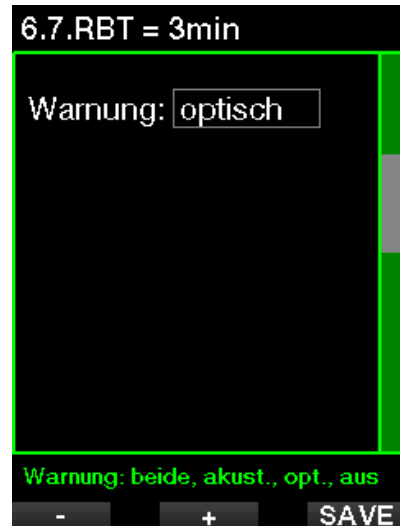 6.7.RBT = 3min
Warnung: optisch
Warnung: beide, akust., opt., aus
- + SAVE